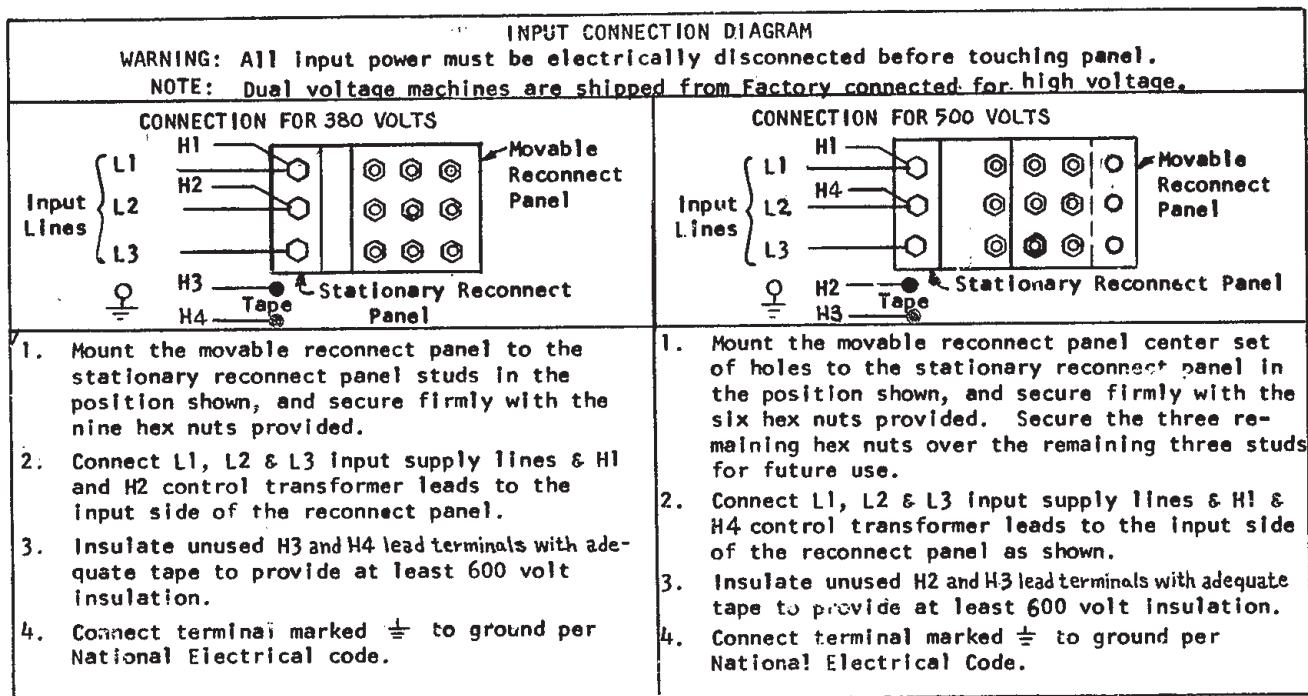 INPUT CONNECTION DIAGRAM
WARNING: All input power must be electrically disconnected before touching panel.
NOTE: Dual voltage machines are shipped from Factory connected for high voltage.
CONNECTION FOR 380 VOLTS
H1
L1
H2
Input
Lines
L2
L3
Movable
Reconnect
Panel
H3
Tape
H4
Stationary Reconnect
Panel
1. Mount the movable reconnect panel to the
stationary reconnect panel studs in the
position shown, and secure firmly with the
nine hex nuts provided.
2. Connect L1, L2 & L3 input supply lines & H1
and H2 control transformer leads to the
input side of the reconnect panel.
3. Insulate unused H3 and H4 lead terminals with ade-
quate tape to provide at least 600 volt
insulation.
4. Connect terminal marked ⏚ to ground per
National Electrical code.
CONNECTION FOR 500 VOLTS
H1
L1
H4
Input
Lines
L2
L3
Movable
Reconnect
Panel
H2
Tape
H3
Stationary Reconnect Panel
1. Mount the movable reconnect panel center set
of holes to the stationary reconnect panel in
the position shown, and secure firmly with the
six hex nuts provided. Secure the three re-
maining hex nuts over the remaining three studs
for future use.
2. Connect L1, L2 & L3 input supply lines & H1 &
H4 control transformer leads to the input side
of the reconnect panel as shown.
3. Insulate unused H2 and H3 lead terminals with adequate
tape to provide at least 600 volt insulation.
4. Connect terminal marked ⏚ to ground per
National Electrical Code.